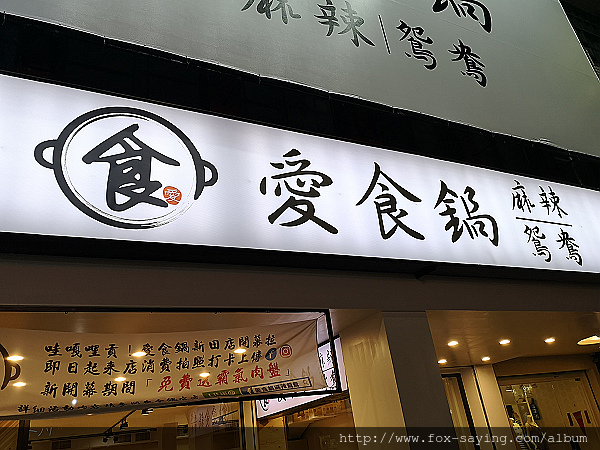 麻辣
鴛鴦
鍋
食
愛
愛食鍋
麻辣
鴛鴦
哇嘎哩貢!愛食鍋新田店開幕拉
即日起來店消費拍照打卡上傳
新開幕期間「免費送霸氣肉盤」
http://www.fox-saying.com/album